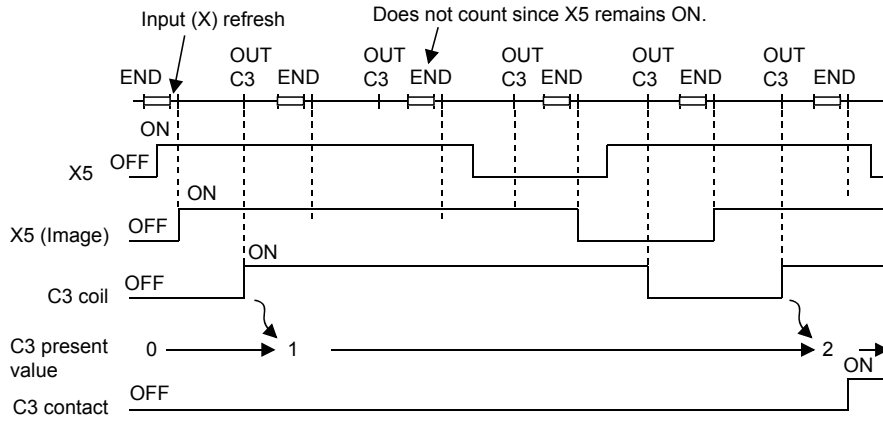 Input (X) refresh
Does not count since X5 remains ON.
END
OUT
C3
END
OUT
C3
END
OUT
C3
END
OUT
C3
END
OUT
C3
END
ON
OFF
X5
ON
OFF
X5 (Image)
ON
OFF
C3 coil
C3 present
value
0
1
2
ON
OFF
C3 contact